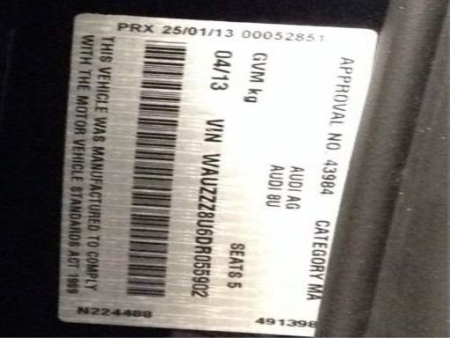 PRX 25/01/13 00052851
APPROVAL NO. 43984 CATEGORY MA
AUDI AG
AUDI 8U
GVM kg SEATS 5
04/13 VIN WAUZZZ8U6DR055902
THIS VEHICLE WAS MANUFACTURED TO COMPLY
WITH THE MOTOR VEHICLE STANDARDS ACT 1989
N224488
491398